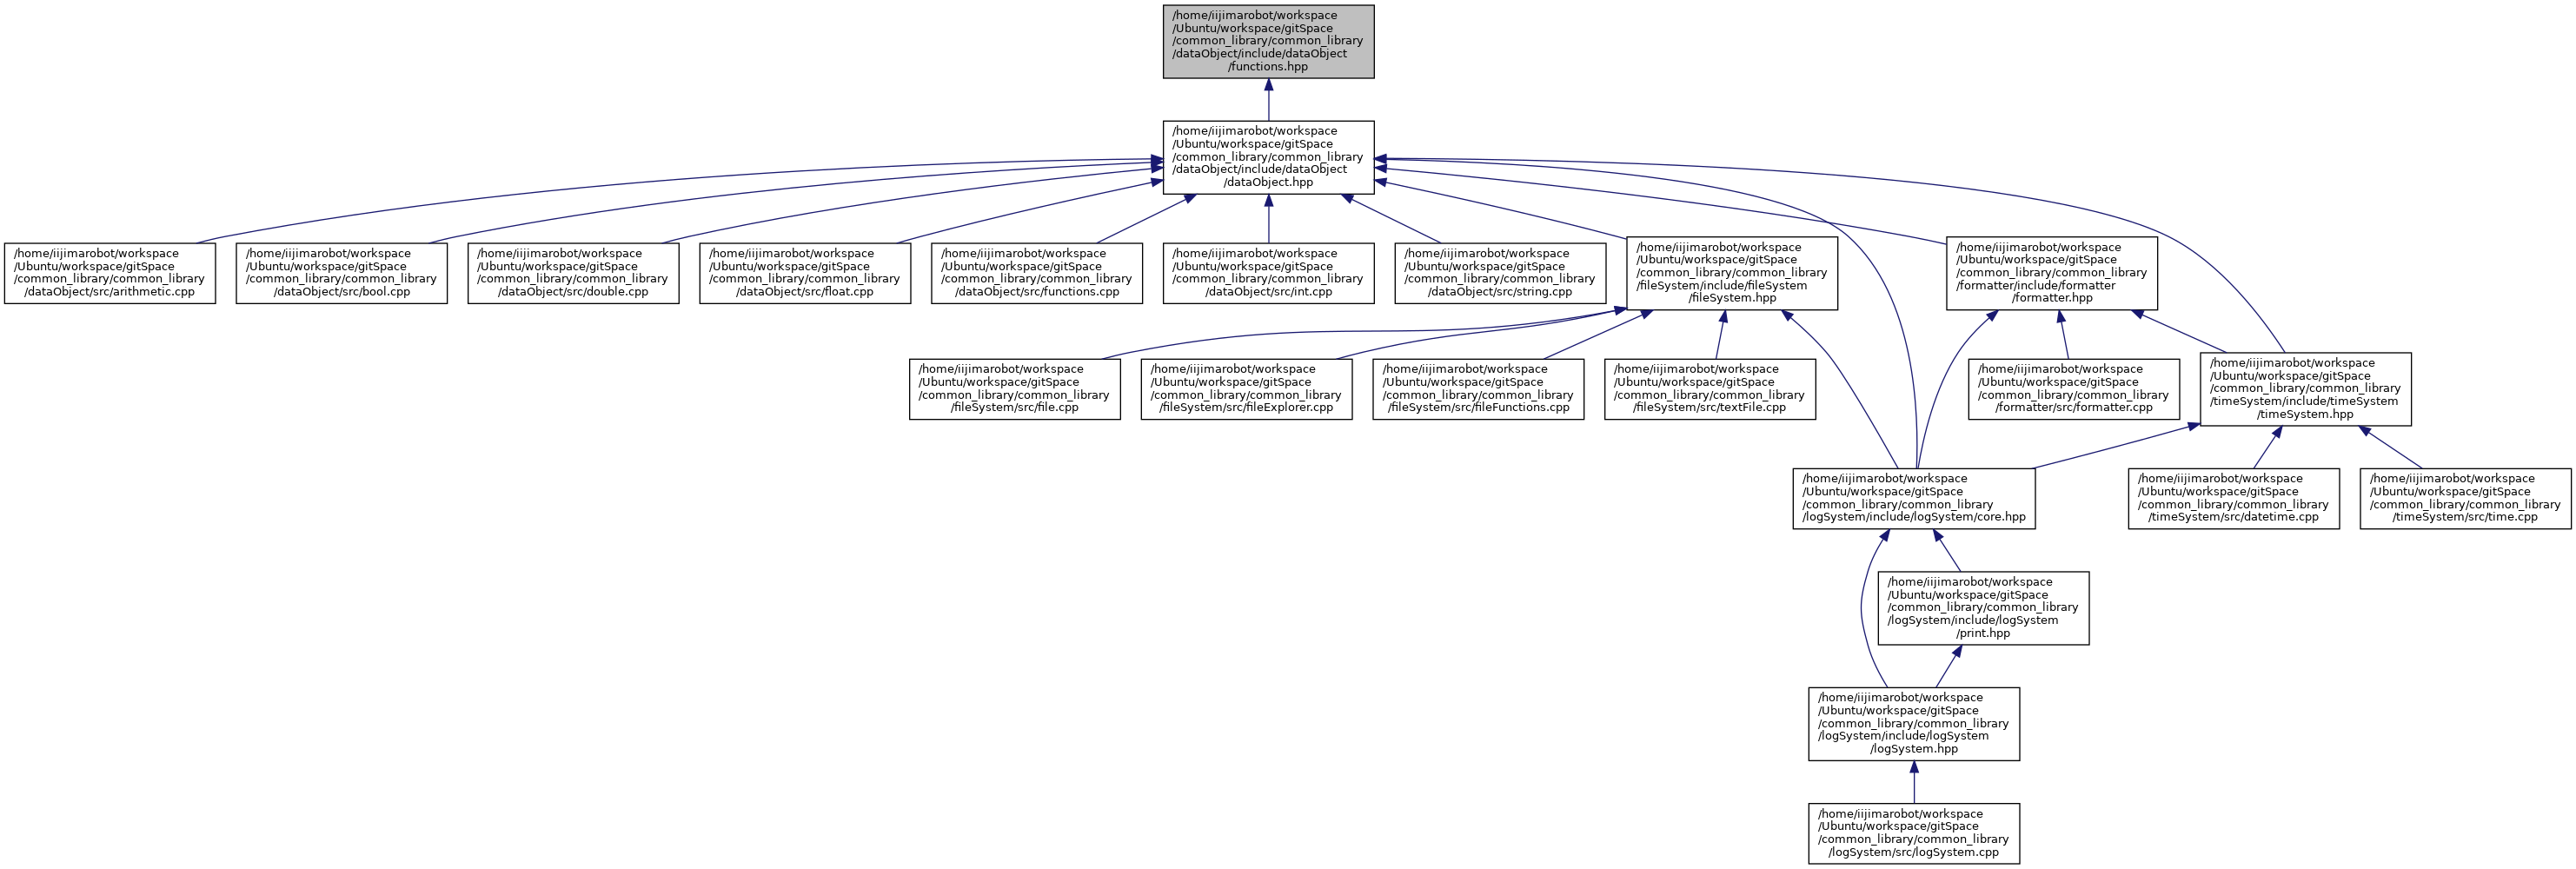 /home/iijimarobot/workspace
/Ubuntu/workspace/gitSpace
/common_library/common_library
/dataObject/include/dataObject
/functions.hpp
/home/iijimarobot/workspace
/Ubuntu/workspace/gitSpace
/common_library/common_library
/dataObject/include/dataObject
/dataObject.hpp
/home/iijimarobot/workspace
/Ubuntu/workspace/gitSpace
/common_library/common_library
/dataObject/src/arithmetic.cpp
/home/iijimarobot/workspace
/Ubuntu/workspace/gitSpace
/common_library/common_library
/dataObject/src/bool.cpp
/home/iijimarobot/workspace
/Ubuntu/workspace/gitSpace
/common_library/common_library
/dataObject/src/double.cpp
/home/iijimarobot/workspace
/Ubuntu/workspace/gitSpace
/common_library/common_library
/dataObject/src/float.cpp
/home/iijimarobot/workspace
/Ubuntu/workspace/gitSpace
/common_library/common_library
/dataObject/src/functions.cpp
/home/iijimarobot/workspace
/Ubuntu/workspace/gitSpace
/common_library/common_library
/dataObject/src/int.cpp
/home/iijimarobot/workspace
/Ubuntu/workspace/gitSpace
/common_library/common_library
/dataObject/src/string.cpp
/home/iijimarobot/workspace
/Ubuntu/workspace/gitSpace
/common_library/common_library
/fileSystem/include/fileSystem
/fileSystem.hpp
/home/iijimarobot/workspace
/Ubuntu/workspace/gitSpace
/common_library/common_library
/formatter/include/formatter
/formatter.hpp
/home/iijimarobot/workspace
/Ubuntu/workspace/gitSpace
/common_library/common_library
/fileSystem/src/file.cpp
/home/iijimarobot/workspace
/Ubuntu/workspace/gitSpace
/common_library/common_library
/fileSystem/src/fileExplorer.cpp
/home/iijimarobot/workspace
/Ubuntu/workspace/gitSpace
/common_library/common_library
/fileSystem/src/fileFunctions.cpp
/home/iijimarobot/workspace
/Ubuntu/workspace/gitSpace
/common_library/common_library
/fileSystem/src/textFile.cpp
/home/iijimarobot/workspace
/Ubuntu/workspace/gitSpace
/common_library/common_library
/formatter/src/formatter.cpp
/home/iijimarobot/workspace
/Ubuntu/workspace/gitSpace
/common_library/common_library
/timeSystem/include/timeSystem
/timeSystem.hpp
/home/iijimarobot/workspace
/Ubuntu/workspace/gitSpace
/common_library/common_library
/logSystem/include/logSystem/core.hpp
/home/iijimarobot/workspace
/Ubuntu/workspace/gitSpace
/common_library/common_library
/timeSystem/src/datetime.cpp
/home/iijimarobot/workspace
/Ubuntu/workspace/gitSpace
/common_library/common_library
/timeSystem/src/time.cpp
/home/iijimarobot/workspace
/Ubuntu/workspace/gitSpace
/common_library/common_library
/logSystem/include/logSystem
/print.hpp
/home/iijimarobot/workspace
/Ubuntu/workspace/gitSpace
/common_library/common_library
/logSystem/include/logSystem
/logSystem.hpp
/home/iijimarobot/workspace
/Ubuntu/workspace/gitSpace
/common_library/common_library
/logSystem/src/logSystem.cpp